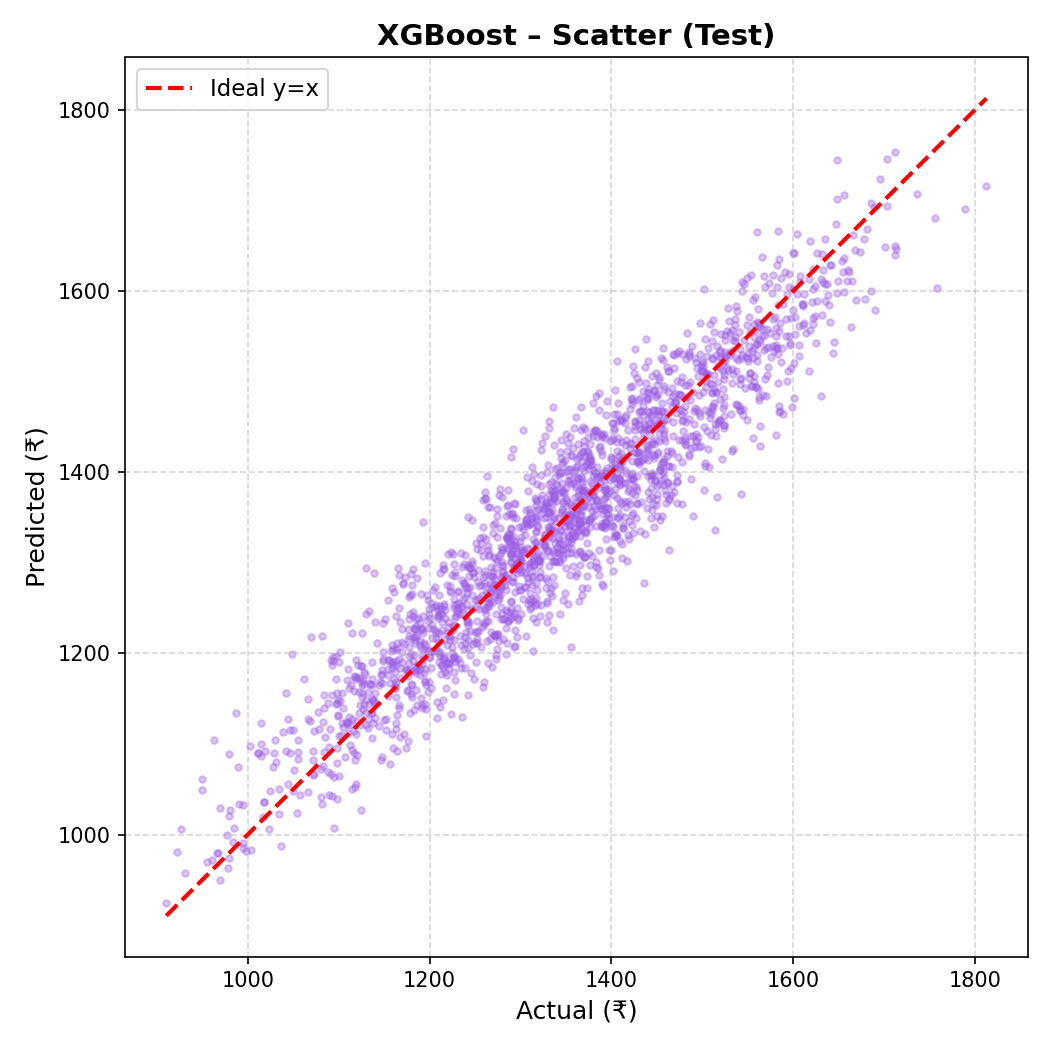 XGBoost – Scatter (Test)
Ideal y=x
1800
1600
1400
1200
1000
Predicted (₹)
1000 1200 1400 1600 1800
Actual (₹)